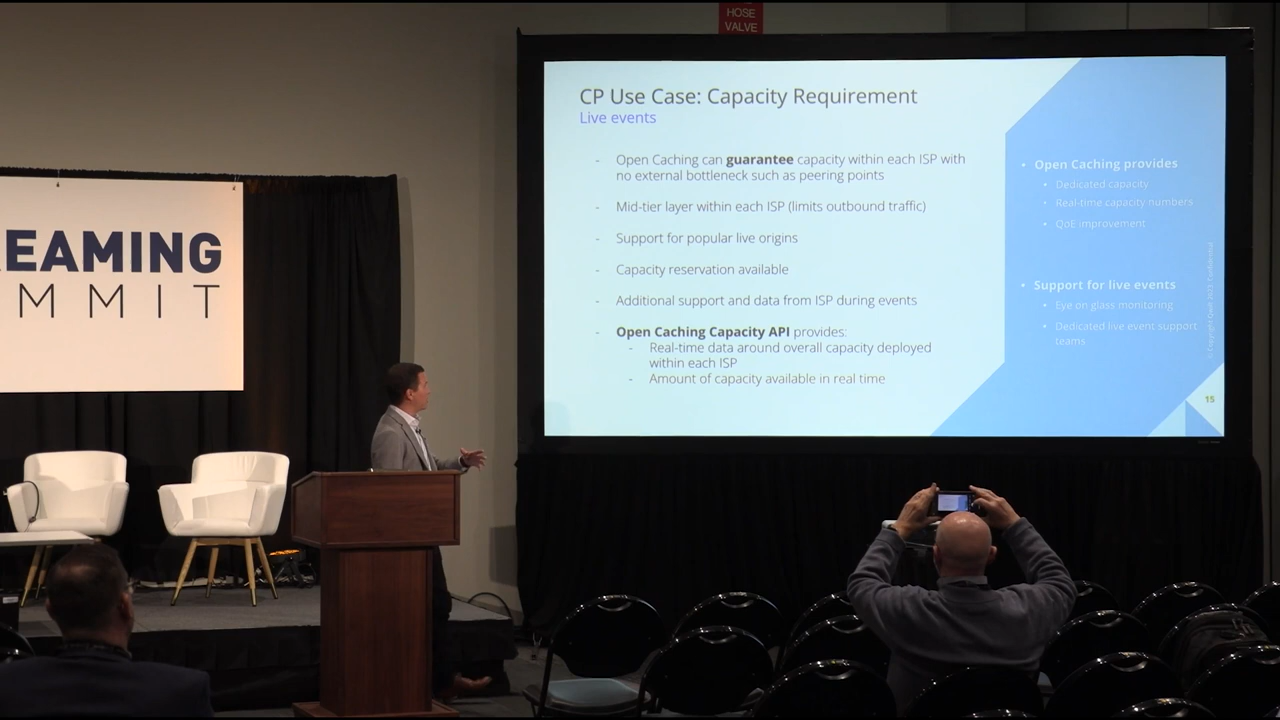 HOSE
VALVE
EAMING
MMIT
CP Use Case: Capacity Requirement
Live events
- Open Caching can guarantee capacity within each ISP with
no external bottleneck such as peering points
- Mid-tier layer within each ISP (limits outbound traffic)
- Support for popular live origins
- Capacity reservation available
- Additional support and data from ISP during events
- Open Caching Capacity API provides:
- Real-time data around overall capacity deployed
within each ISP
- Amount of capacity available in real time
• Open Caching provides
• Dedicated capacity
• Real-time capacity numbers
• QoE improvement
• Support for live events
• Eye on glass monitoring
• Dedicated live event support
teams
15